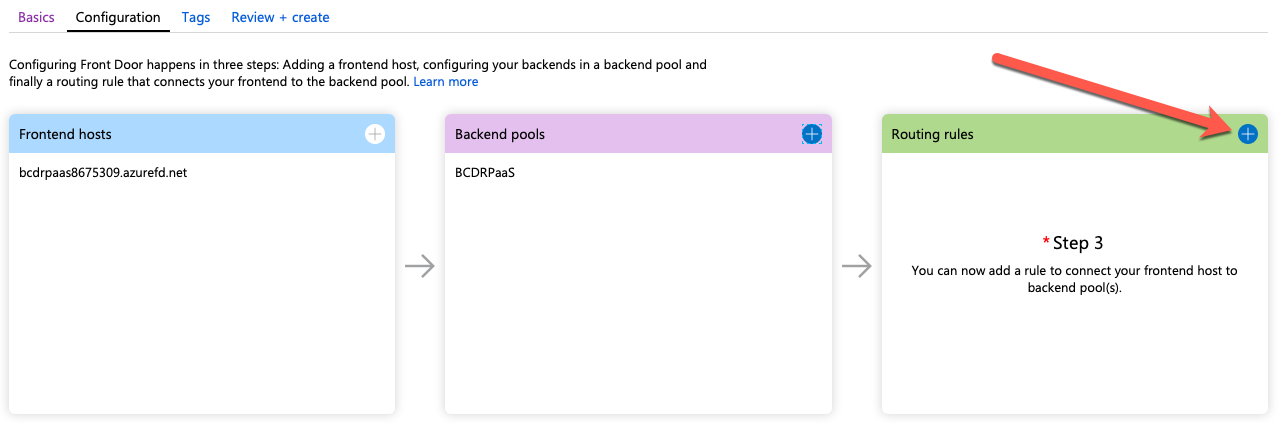 Basics Configuration Tags Review + create
Configuring Front Door happens in three steps: Adding a frontend host, configuring your backends in a backend pool and
finally a routing rule that connects your frontend to the backend pool. Learn more
Frontend hosts
bcdrpaas8675309.azurefd.net
Backend pools
BCDRPaaS
Routing rules
* Step 3
You can now add a rule to connect your frontend host to
backend pool(s).